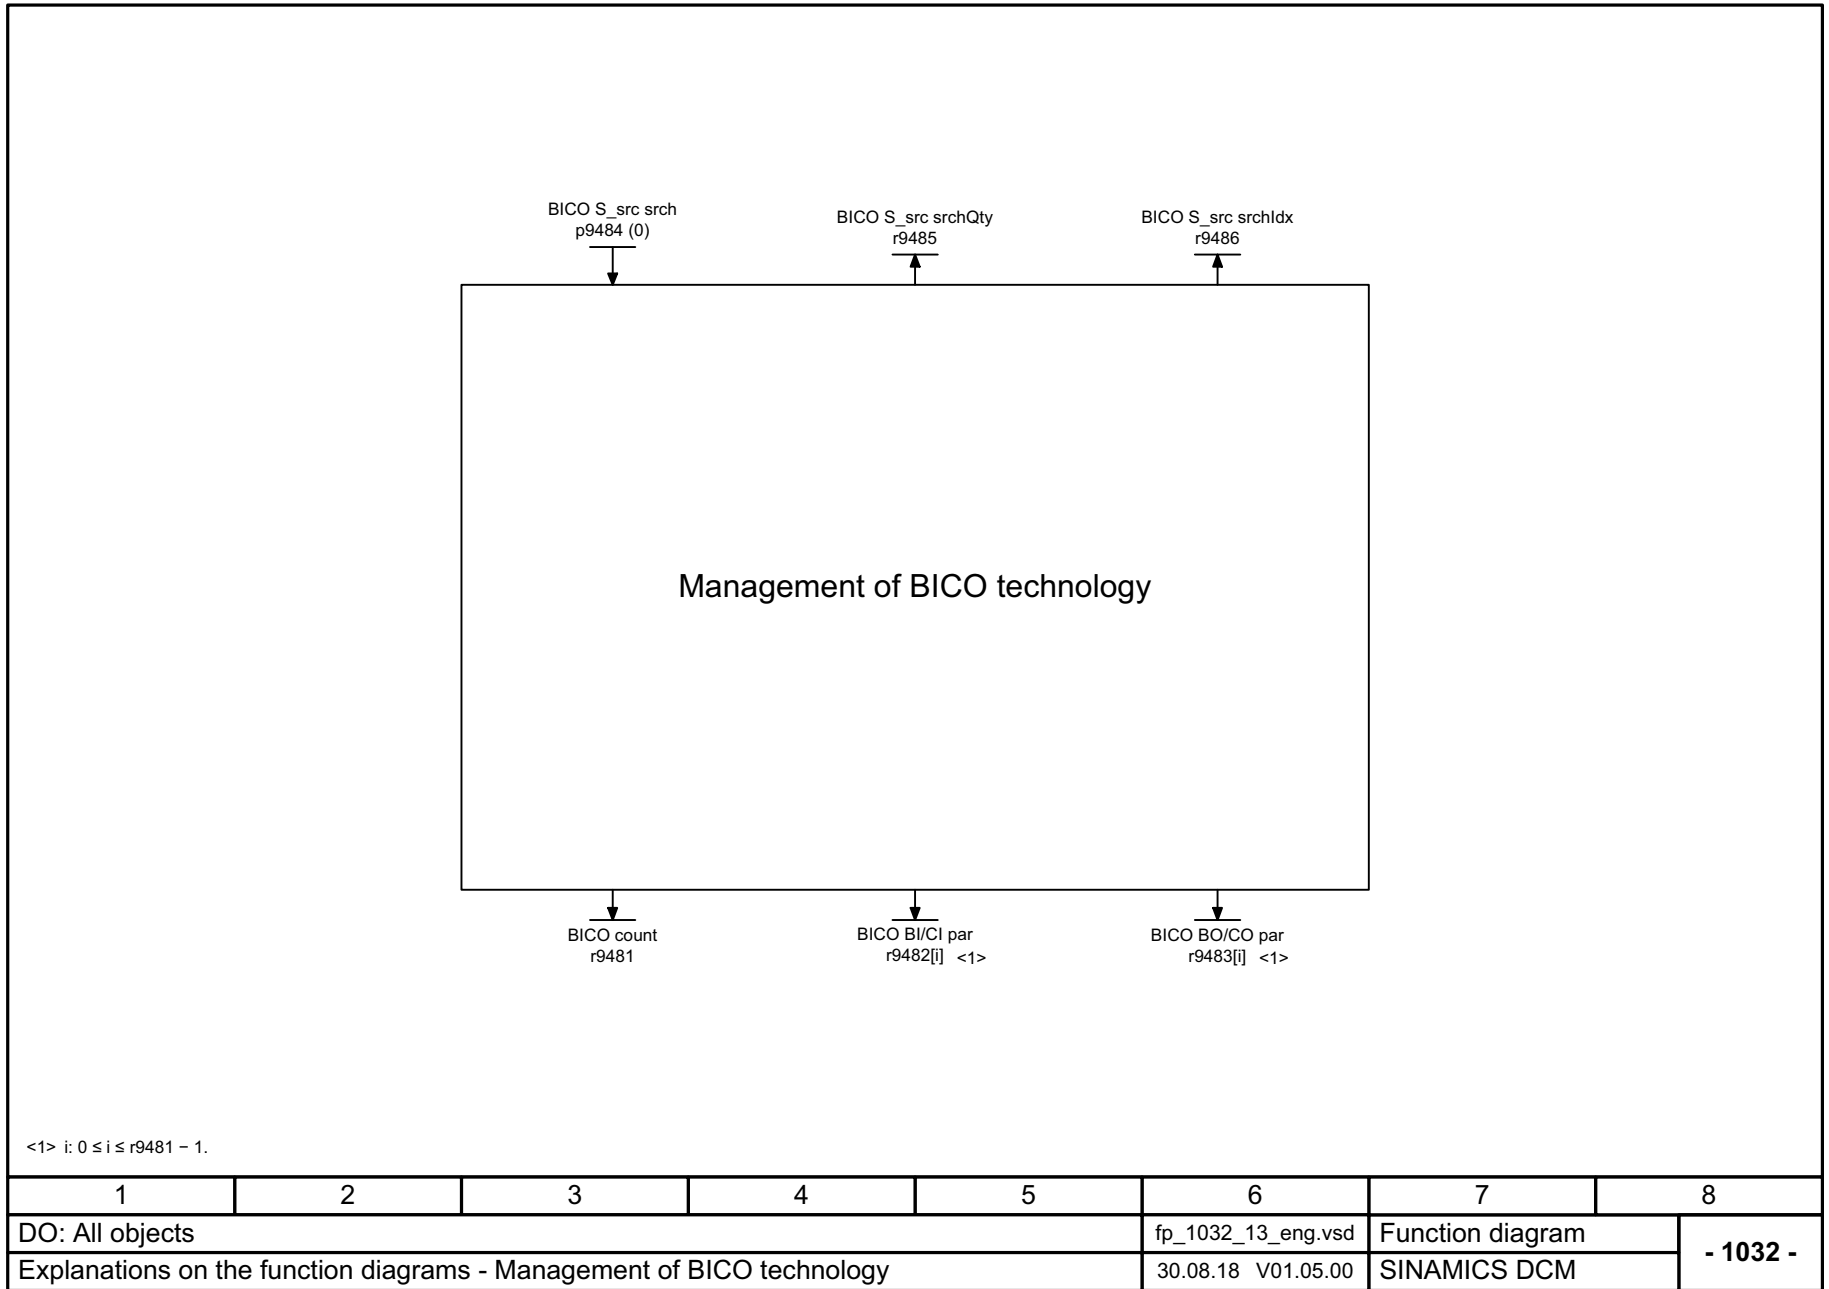 BICO S_src srch
p9484 (0)
BICO S_src srchQty
r9485
BICO S_src srchIdx
r9486
Management of BICO technology
BICO count
r9481
BICO BI/CI par
r9482[i] <1>
BICO BO/CO par
r9483[i] <1>
<1> i: 0 ≤ i ≤ r9481 − 1.
1 2 3 4 5 6 7 8
DO: All objects fp_1032_13_eng.vsd Function diagram
- 1032 -
Explanations on the function diagrams - Management of BICO technology 30.08.18 V01.05.00 SINAMICS DCM